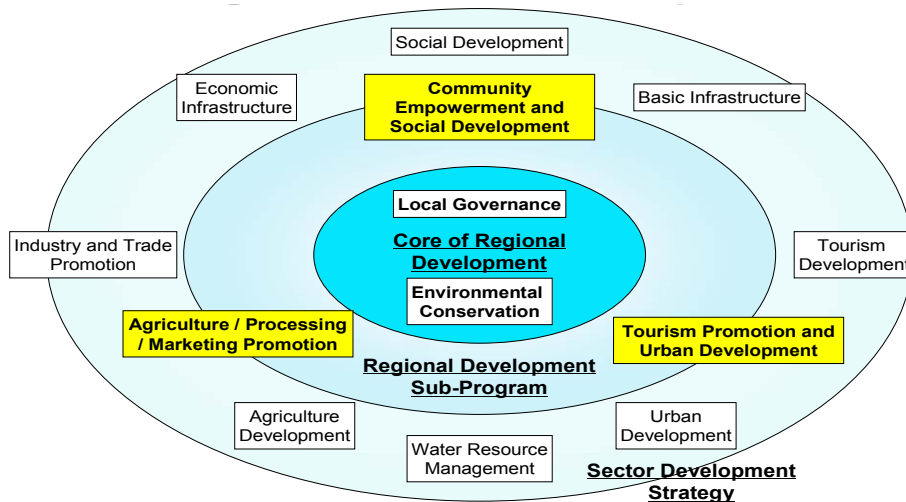 Social Development
Economic
Infrastructure
Community
Empowerment and
Social Development
Basic Infrastructure
Local Governance
Core of Regional
Development
Industry and Trade
Promotion
Tourism
Development
Environmental
Conservation
Agriculture / Processing
/ Marketing Promotion
Tourism Promotion and
Urban Development
Regional Development
Sub-Program
Agriculture
Development
Urban
Development
Water Resource
Management
Sector Development
Strategy